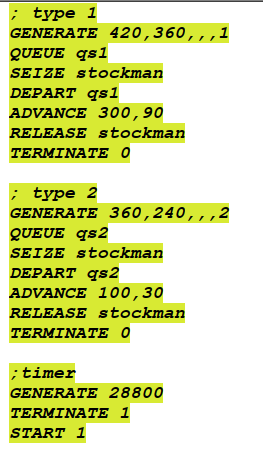 ; type 1
GENERATE 420,360,,,1
QUEUE qs1
SEIZE stockman
DEPART qs1
ADVANCE 300,90
RELEASE stockman
TERMINATE 0
; type 2
GENERATE 360,240,,,2
QUEUE qs2
SEIZE stockman
DEPART qs2
ADVANCE 100,30
RELEASE stockman
TERMINATE 0
;timer
GENERATE 28800
TERMINATE 1
START 1